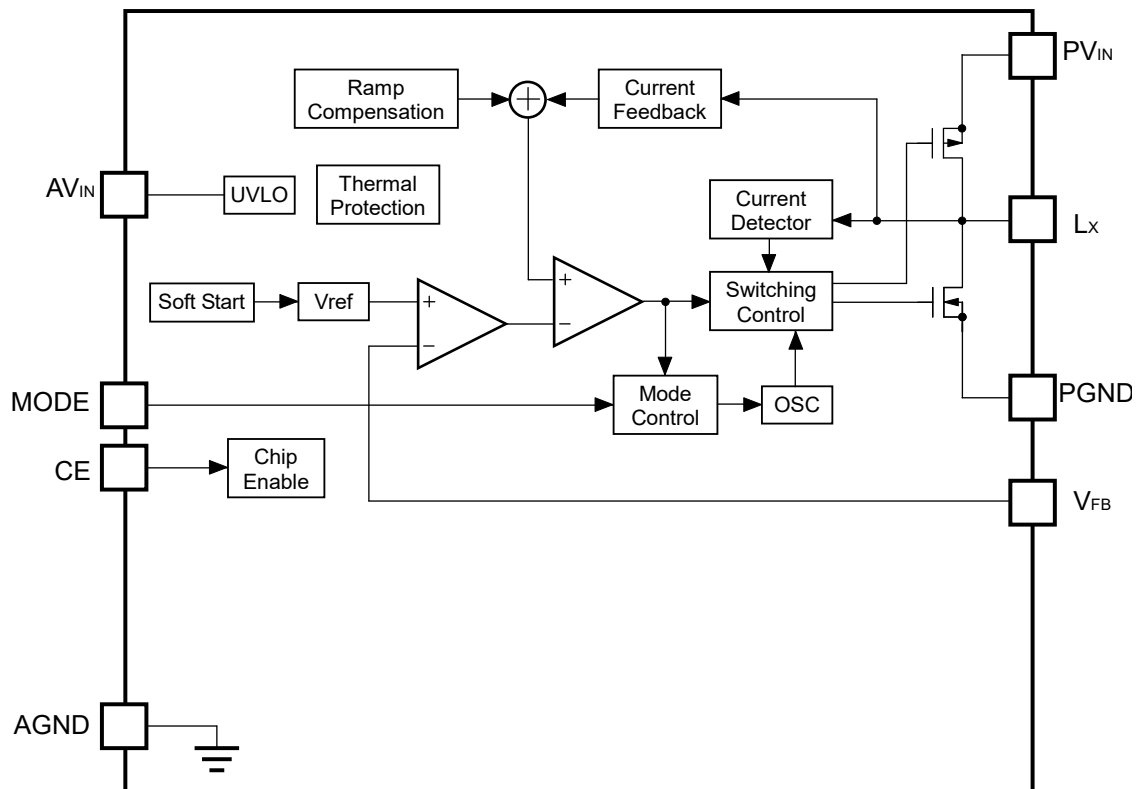 PVIN
Ramp
Compensation
Current
Feedback
AVIN
UVLO
Thermal
Protection
Current
Detector
LX
Soft Start
Vref
+
−
+
−
Switching
Control
MODE
Mode
Control
OSC
PGND
CE
Chip
Enable
VFB
AGND